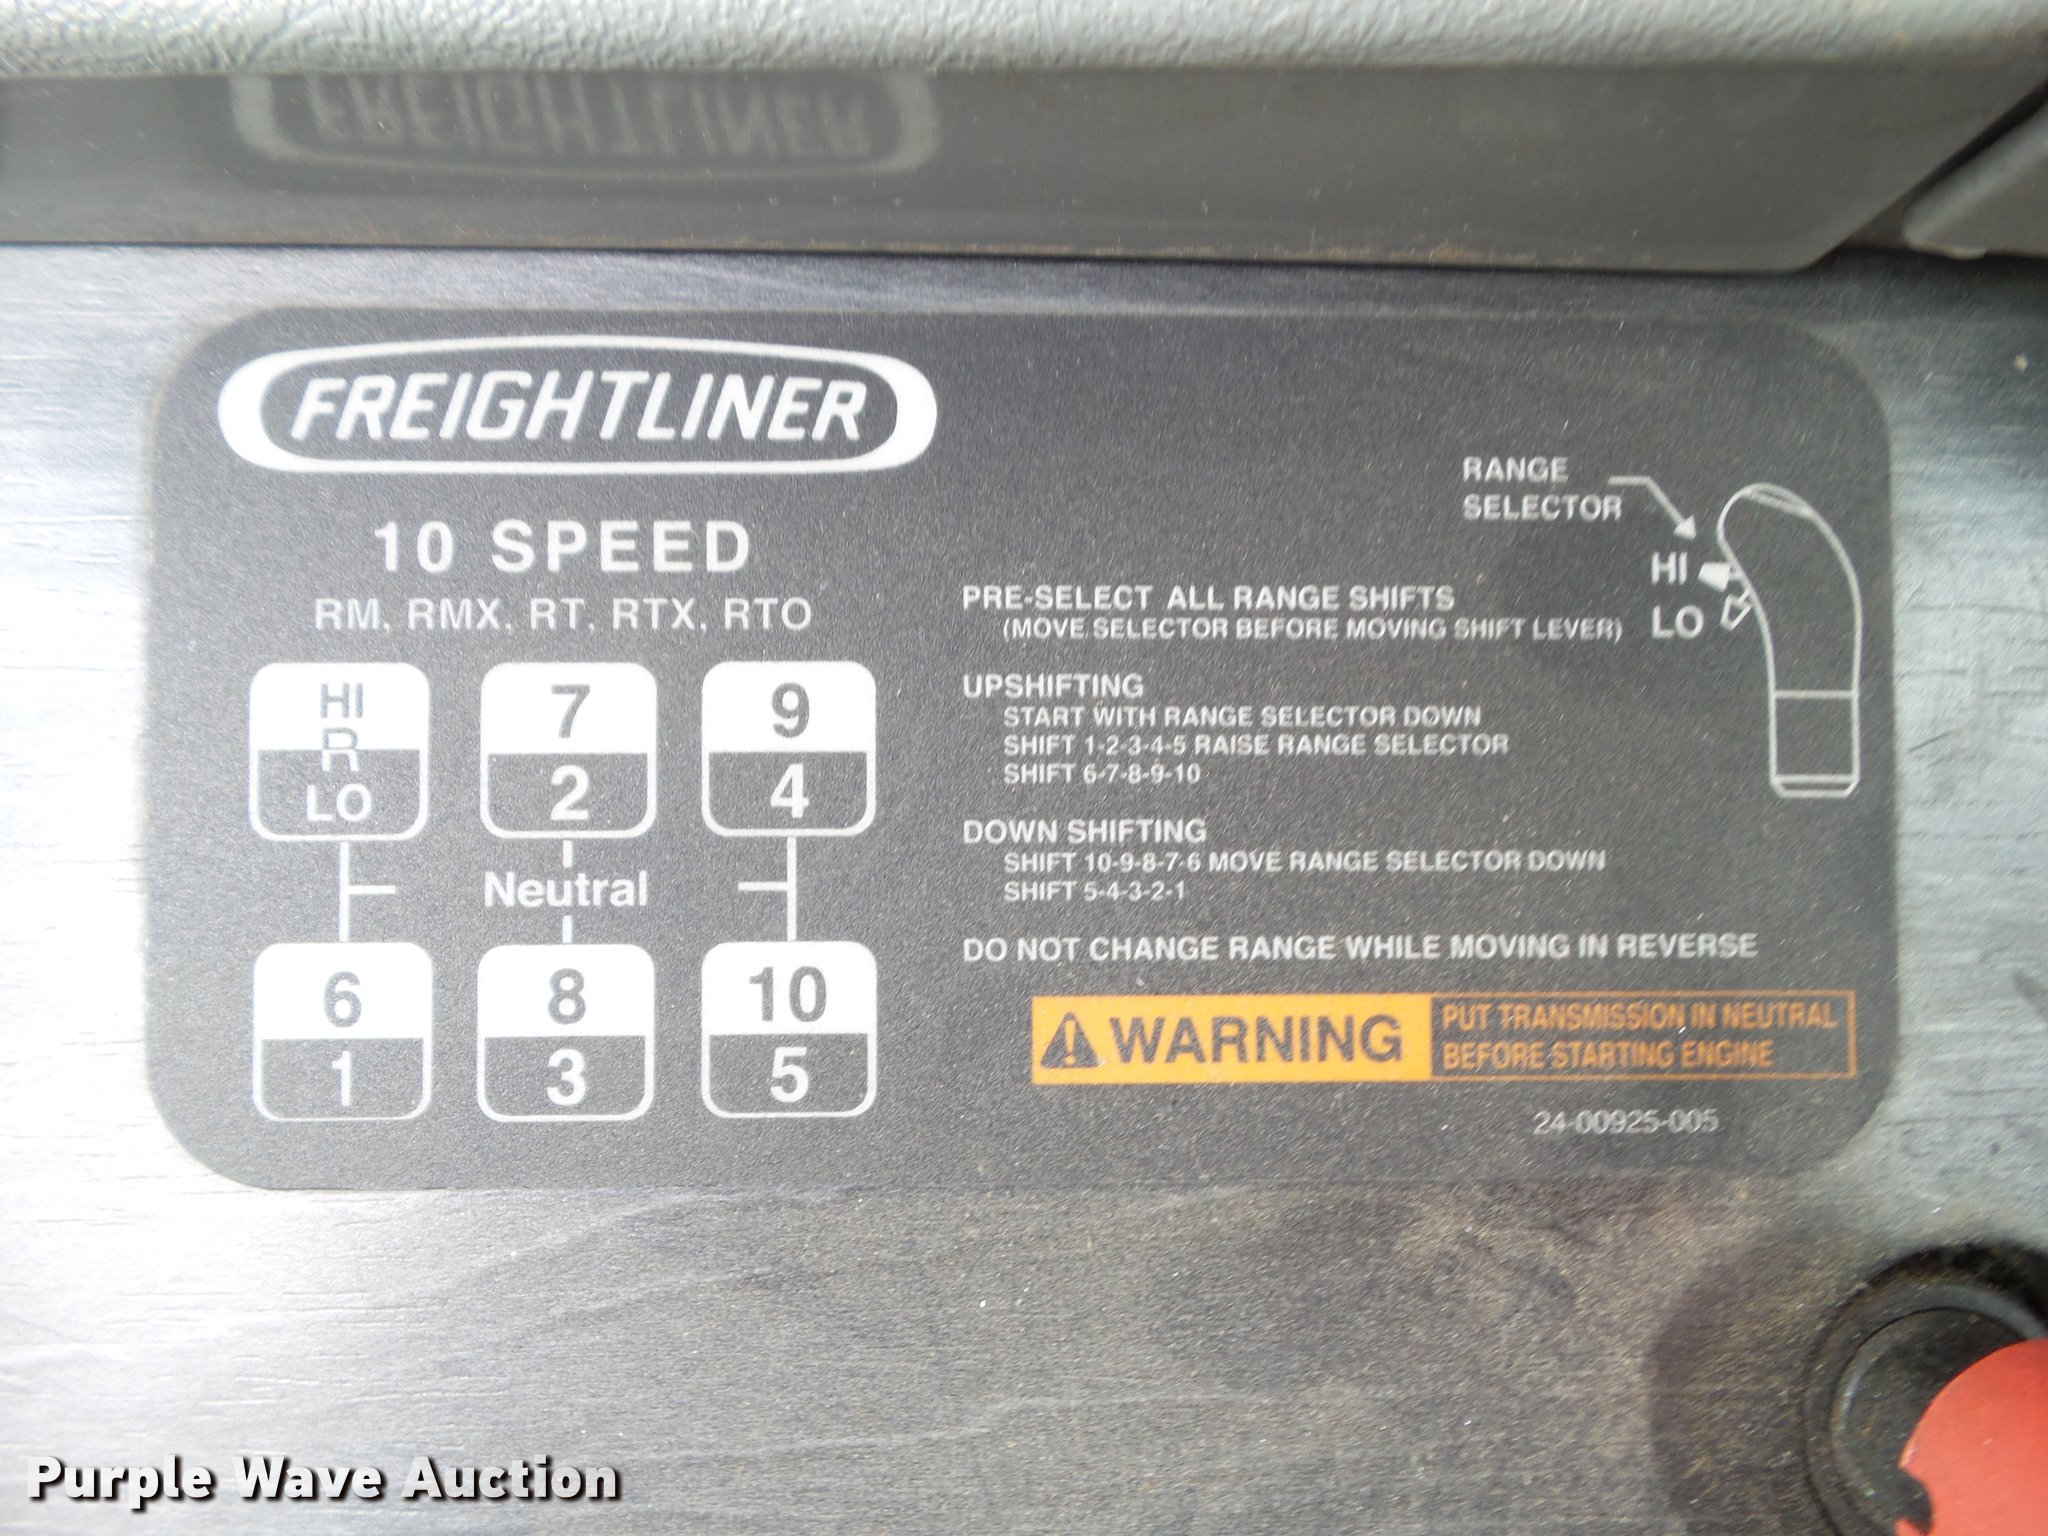 FREIGHTLINER
FREIGHTLINER
10 SPEED
RM, RMX, RT, RTX, RTO
HI
R
LO
7
2
9
4
Neutral
6
1
8
3
10
5
RANGE
SELECTOR
HI
LO
PRE-SELECT ALL RANGE SHIFTS
(MOVE SELECTOR BEFORE MOVING SHIFT LEVER)
UPSHIFTING
START WITH RANGE SELECTOR DOWN
SHIFT 1-2-3-4-5 RAISE RANGE SELECTOR
SHIFT 6-7-8-9-10
DOWN SHIFTING
SHIFT 10-9-8-7-6 MOVE RANGE SELECTOR DOWN
SHIFT 5-4-3-2-1
DO NOT CHANGE RANGE WHILE MOVING IN REVERSE
WARNING
PUT TRANSMISSION IN NEUTRAL
BEFORE STARTING ENGINE
24-00925-005
Purple Wave Auction